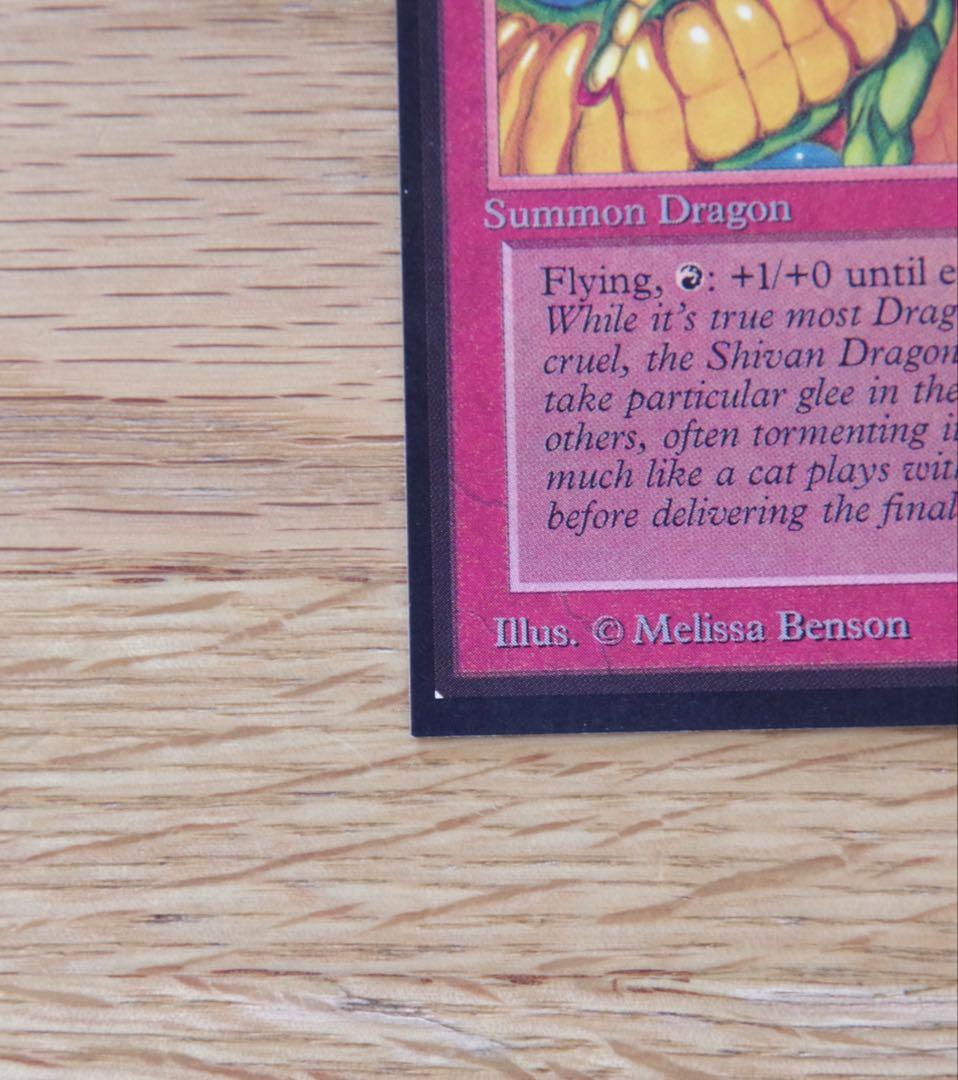 Summon Dragon
Flying, : +1/+0 until e
While it's true most Drag
cruel, the Shivan Dragon
take particular glee in the
others, often tormenting i
much like a cat plays wit
before delivering the final
Illus. © Melissa Benson